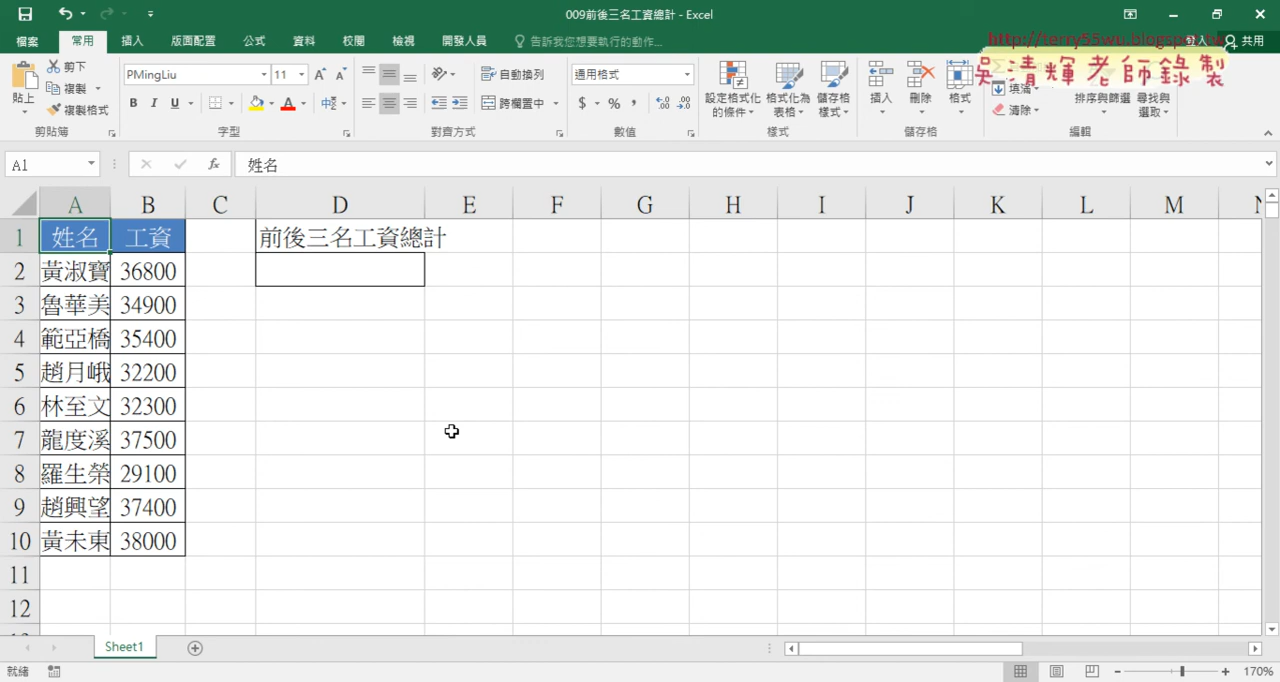 009前後三名工資總計 - Excel
檔案 常用 插入 版面配置 公式 資料 校閱 檢視 開發人員 告訴我您想要執行的動作... 登入 共用
http://terry55wu.blogspot.tw
吳清輝老師錄製
貼上 剪下 複製 複製格式 剪貼簿
PMingLiu 11 B I U 字型
自動換列 跨欄置中 對齊方式
通用格式 $ % , 數值
設定格式化的條件 格式化為表格 儲存格樣式 樣式
插入 刪除 格式 儲存格
填滿 清除 排序與篩選 尋找與選取 編輯
A1 fx 姓名
A B C D E F G H I J K L M N
1 姓名 工資 前後三名工資總計
2 黃淑寶 36800
3 魯華美 34900
4 範亞橋 35400
5 趙月峨 32200
6 林至文 32300
7 龍度溪 37500
8 羅生榮 29100
9 趙興望 37400
10 黃未東 38000
11
12
Sheet1
就緒 170%